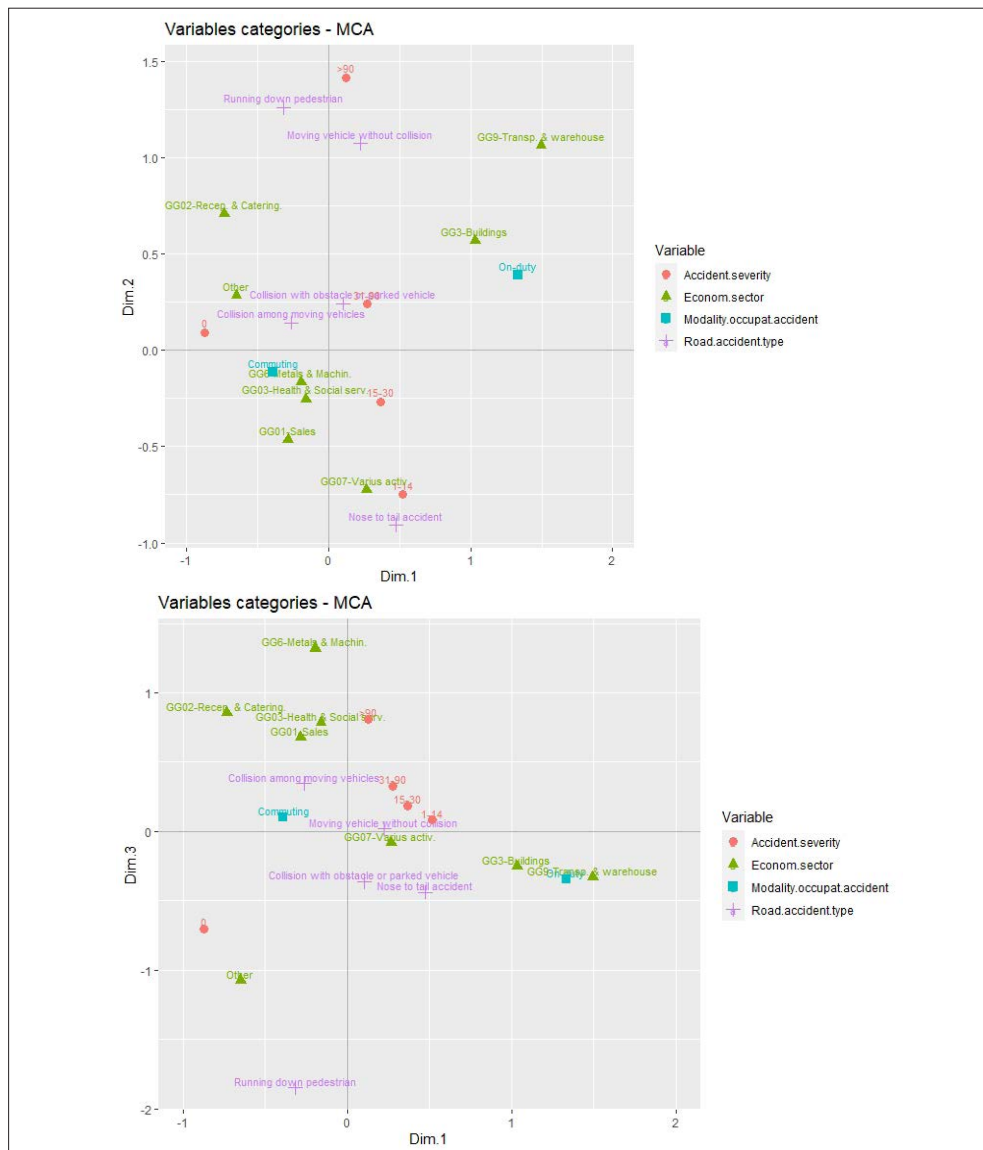 Variables categories - MCA
1.5
>90
Running down pedestrian
Moving vehicle without collision
GG9-Transp. & warehouse
1.0
GG02-Recep. & Catering.
GG3-Buildings
0.5
On-duty
Other
Collision with obstacle or parked vehicle
31-90
Collision among moving vehicles
0
0.0
Commuting
GG6-Metals & Machin.
GG03-Health & Social serv.
15-30
GG01-Sales
-0.5
GG07-Varius activ.
1-14
Nose to tail accident
-1.0
Dim.2
-1
0
1
2
Dim.1
Variable
Accident.severity
Econom.sector
Modality.occupat.accident
Road.accident.type
Variables categories - MCA
GG6-Metals & Machin.
1
GG02-Recep. & Catering.
GG03-Health & Social serv.
>90
GG01-Sales
Collision among moving vehicles
31-90
15-30
Commuting
1-14
Moving vehicle without collision
0
GG07-Varius activ.
GG3-Buildings
Collision with obstacle or parked vehicle
GG9-Transp. & warehouse
On-duty
Nose to tail accident
0
-1
Other
Running down pedestrian
-2
Dim.3
-1
0
1
2
Dim.1
Variable
Accident.severity
Econom.sector
Modality.occupat.accident
Road.accident.type